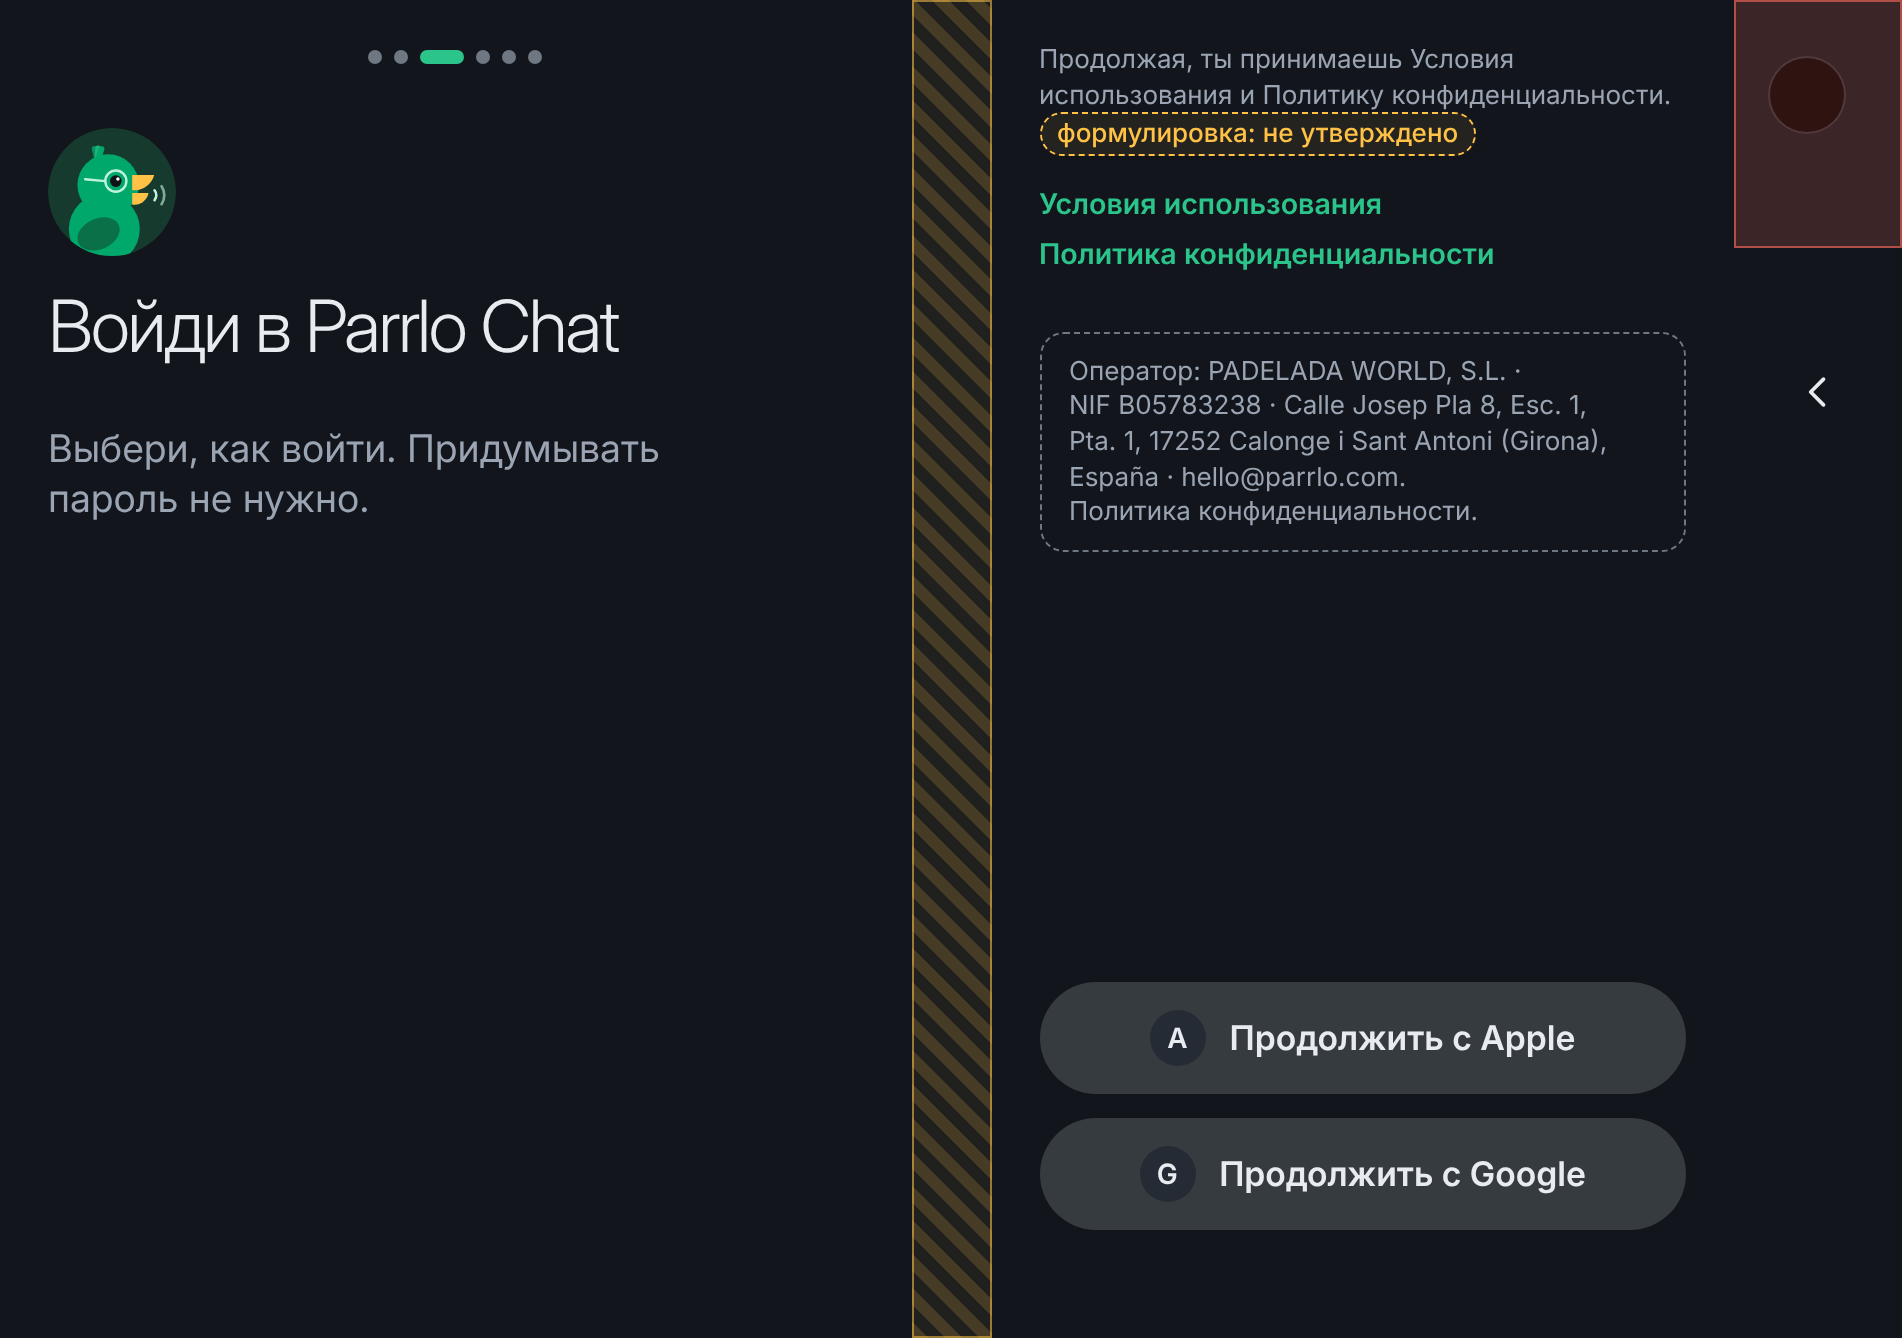 Войди в Parrlo Chat
Выбери, как войти. Придумывать
пароль не нужно.
Продолжая, ты принимаешь Условия
использования и Политику конфиденциальности.
формулировка: не утверждено
Условия использования
Политика конфиденциальности
Оператор: PADELADA WORLD, S.L. ·
NIF B05783238 · Calle Josep Pla 8, Esc. 1,
Pta. 1, 17252 Calonge i Sant Antoni (Girona),
España · hello@parrlo.com.
Политика конфиденциальности.
A Продолжить с Apple
G Продолжить с Google